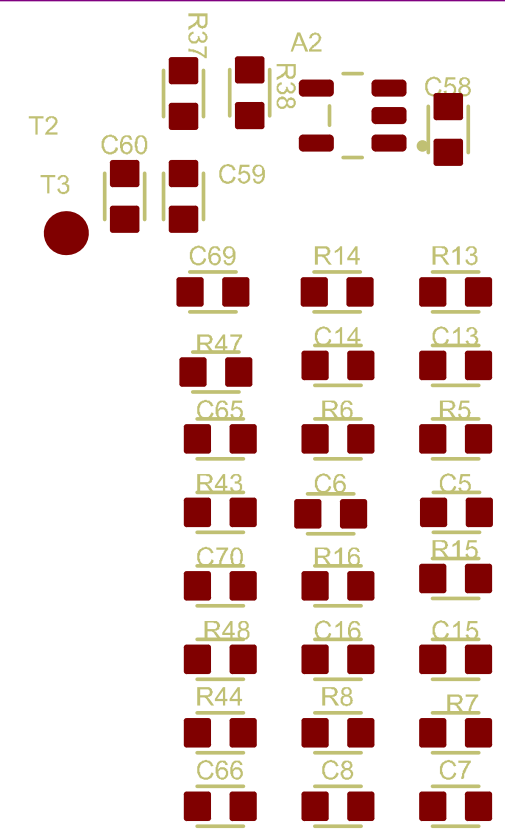 R37
A2
R38
C58
T2
C60
T3
C59
C69 R14 R13
R47 C14 C13
C65 R6 R5
R43 C6 C5
C70 R16 R15
R48 C16 C15
R44 R8 R7
C66 C8 C7